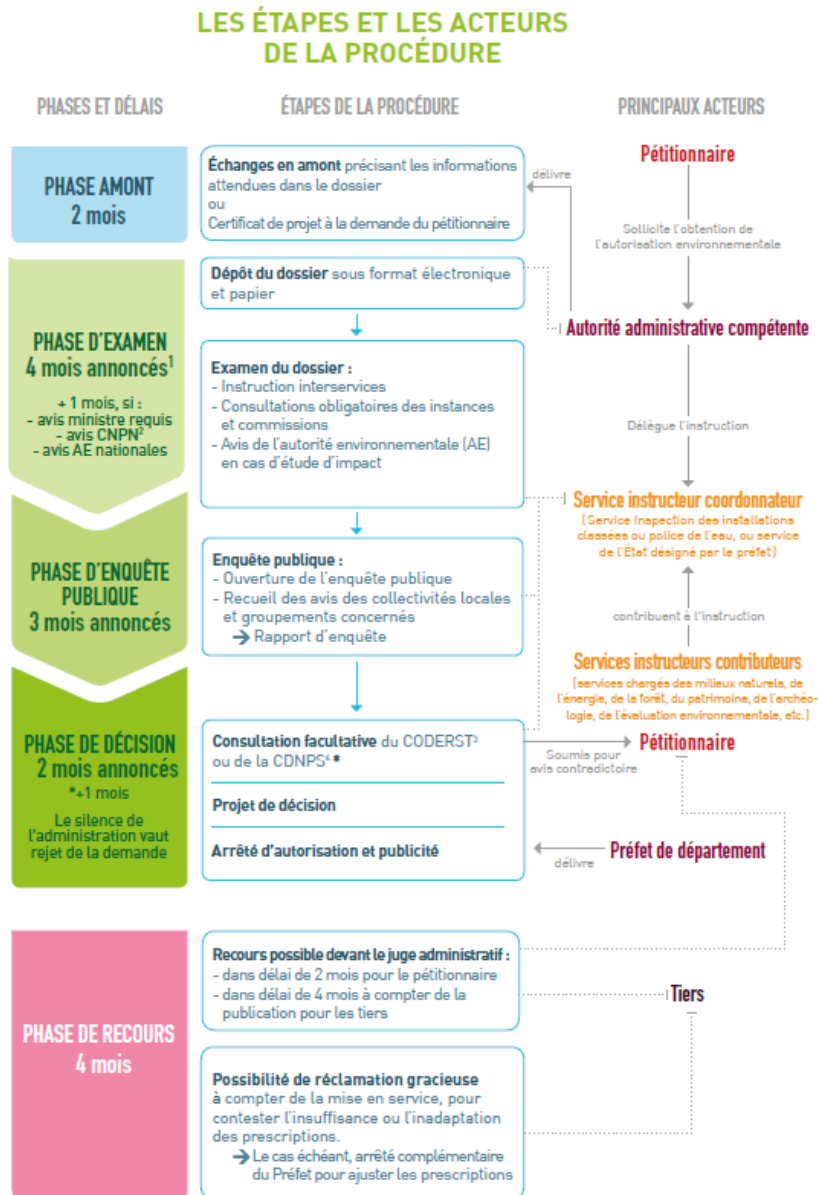 LES ÉTAPES ET LES ACTEURS
DE LA PROCÉDURE
PHASES ET DÉLAIS
ÉTAPES DE LA PROCÉDURE
PRINCIPAUX ACTEURS
PHASE AMONT
2 mois
Échanges en amont précisant les informations
attendues dans le dossier
ou
Certificat de projet à la demande du pétitionnaire
délivre
Pétitionnaire
Sollicite l'obtention de
l'autorisation environnementale
Dépôt du dossier sous format électronique
et papier
Autorité administrative compétente
PHASE D'EXAMEN
4 mois annoncés¹
+ 1 mois, si :
- avis ministre requis
- avis CNPN²
- avis AE nationales
Examen du dossier :
- Instruction interservices
- Consultations obligatoires des instances
et commissions
- Avis de l'autorité environnementale (AE)
en cas d'étude d'impact
Délègue l'instruction
Service instructeur coordonnateur
(Service Inspection des installations
classées ou police de l'eau, ou service
de l'État désigné par le préfet)
PHASE D'ENQUÊTE
PUBLIQUE
3 mois annoncés
Enquête publique :
- Ouverture de l'enquête publique
- Recueil des avis des collectivités locales
et groupements concernés
→ Rapport d'enquête
contribuent à l'instruction
Services instructeurs contributeurs
(services chargés des milieux naturels, de
l'énergie, de la forêt, du patrimoine, de l'archéo-
logie, de l'évaluation environnementale, etc.)
PHASE DE DÉCISION
2 mois annoncés
*+1 mois
Le silence de
l'administration vaut
rejet de la demande
Consultation facultative du CODERST³
ou de la CDNPS⁴ *
Projet de décision
Arrêté d'autorisation et publicité
Soumis pour
avis contradictoire
Pétitionnaire
délivre
Préfet de département
PHASE DE RECOURS
4 mois
Recours possible devant le juge administratif :
- dans délai de 2 mois pour le pétitionnaire
- dans délai de 4 mois à compter de la
publication pour les tiers
Tiers
Possibilité de réclamation gracieuse
à compter de la mise en service, pour
contester l'insuffisance ou l'inadaptation
des prescriptions.
→ Le cas échéant, arrêté complémentaire
du Préfet pour ajuster les prescriptions